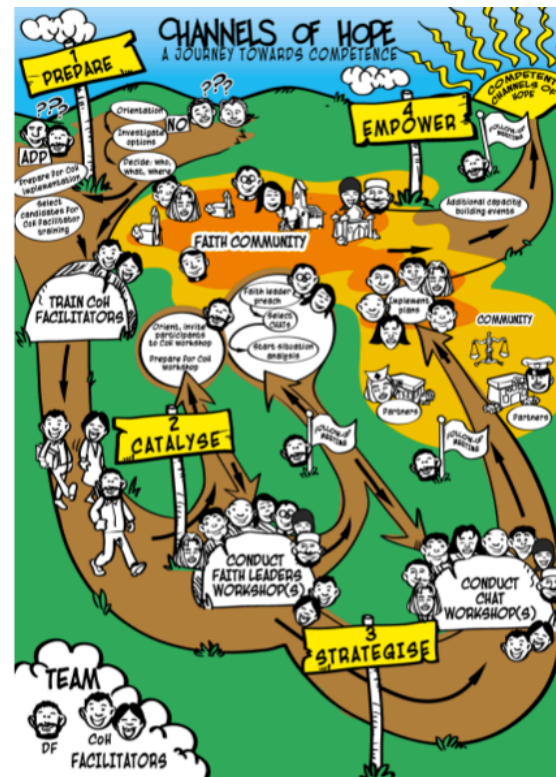 CHANNELS OF HOPE
A JOURNEY TOWARDS COMPETENCE
1
PREPARE
???
???
ADP
Orientation
Investigate
options
NO
Decide: who,
what, where
Prepare for CoH
implementation
Select
candidates for
CoH Facilitator
training
TRAIN CoH
FACILITATORS
4
EMPOWER
COMPETENT
CHANNELS OF
HOPE
FOLLOW-UP
MEETING
Additional capacity
building events
FAITH COMMUNITY
Faith leader
preach
Select
CHATs
Start situation
analysis
Orient, invite
participants
to CoH workshop
Prepare for CoH
workshop
Implement
plans
COMMUNITY
Partners
Partners
2
CATALYSE
FOLLOW-UP
MEETING
FOLLOW-UP
MEETING
CONDUCT
FAITH LEADERS
WORKSHOP(S)
CONDUCT
CHAT
WORKSHOP(S)
3
STRATEGISE
TEAM
DF
CoH
FACILITATORS